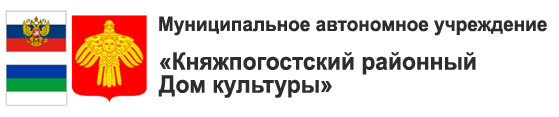 Муниципальное автономное учреждение
«Княжпогостский районный
Дом культуры»